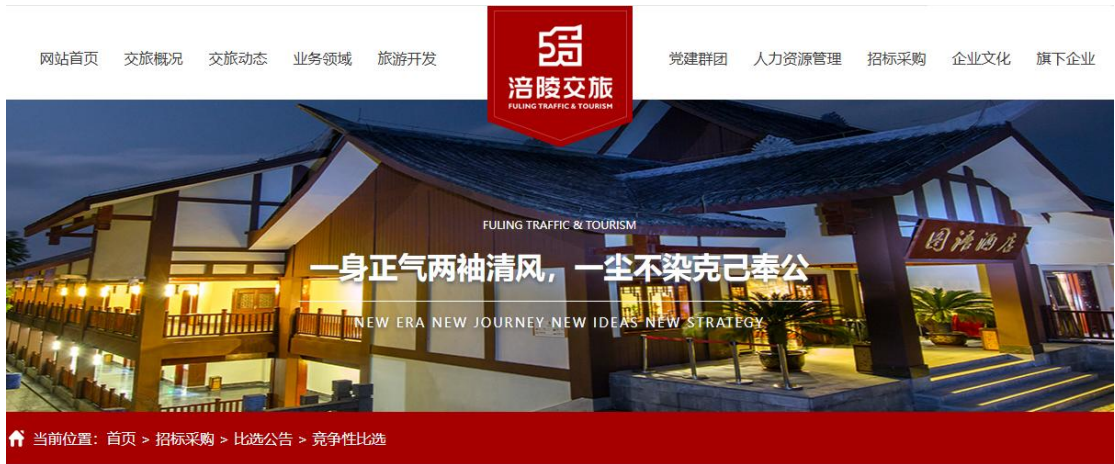 网站首页 交旅概况 交旅动态 业务领域 旅游开发 党建群团 人力资源管理 招标采购 企业文化 旗下企业
涪陵交旅
FULING TRAFFIC & TOURISM
FULING TRAFFIC & TOURISM
一身正气两袖清风，一尘不染克己奉公
NEW ERA NEW JOURNEY NEW IDEAS NEW STRATEGY
酒店
当前位置：首页 > 招标采购 > 比选公告 > 竞争性比选